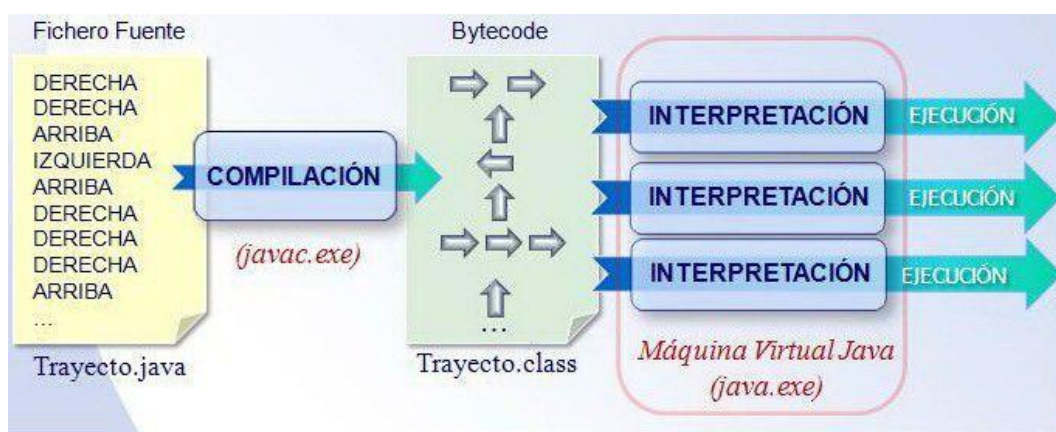 Fichero Fuente
DERECHA
DERECHA
ARRIBA
IZQUIERDA
ARRIBA
DERECHA
DERECHA
DERECHA
ARRIBA
...
Trayecto.java
COMPILACIÓN
(javac.exe)
Bytecode
...
Trayecto.class
INTERPRETACIÓN
EJECUCIÓN
INTERPRETACIÓN
EJECUCIÓN
INTERPRETACIÓN
EJECUCIÓN
Máquina Virtual Java
(java.exe)